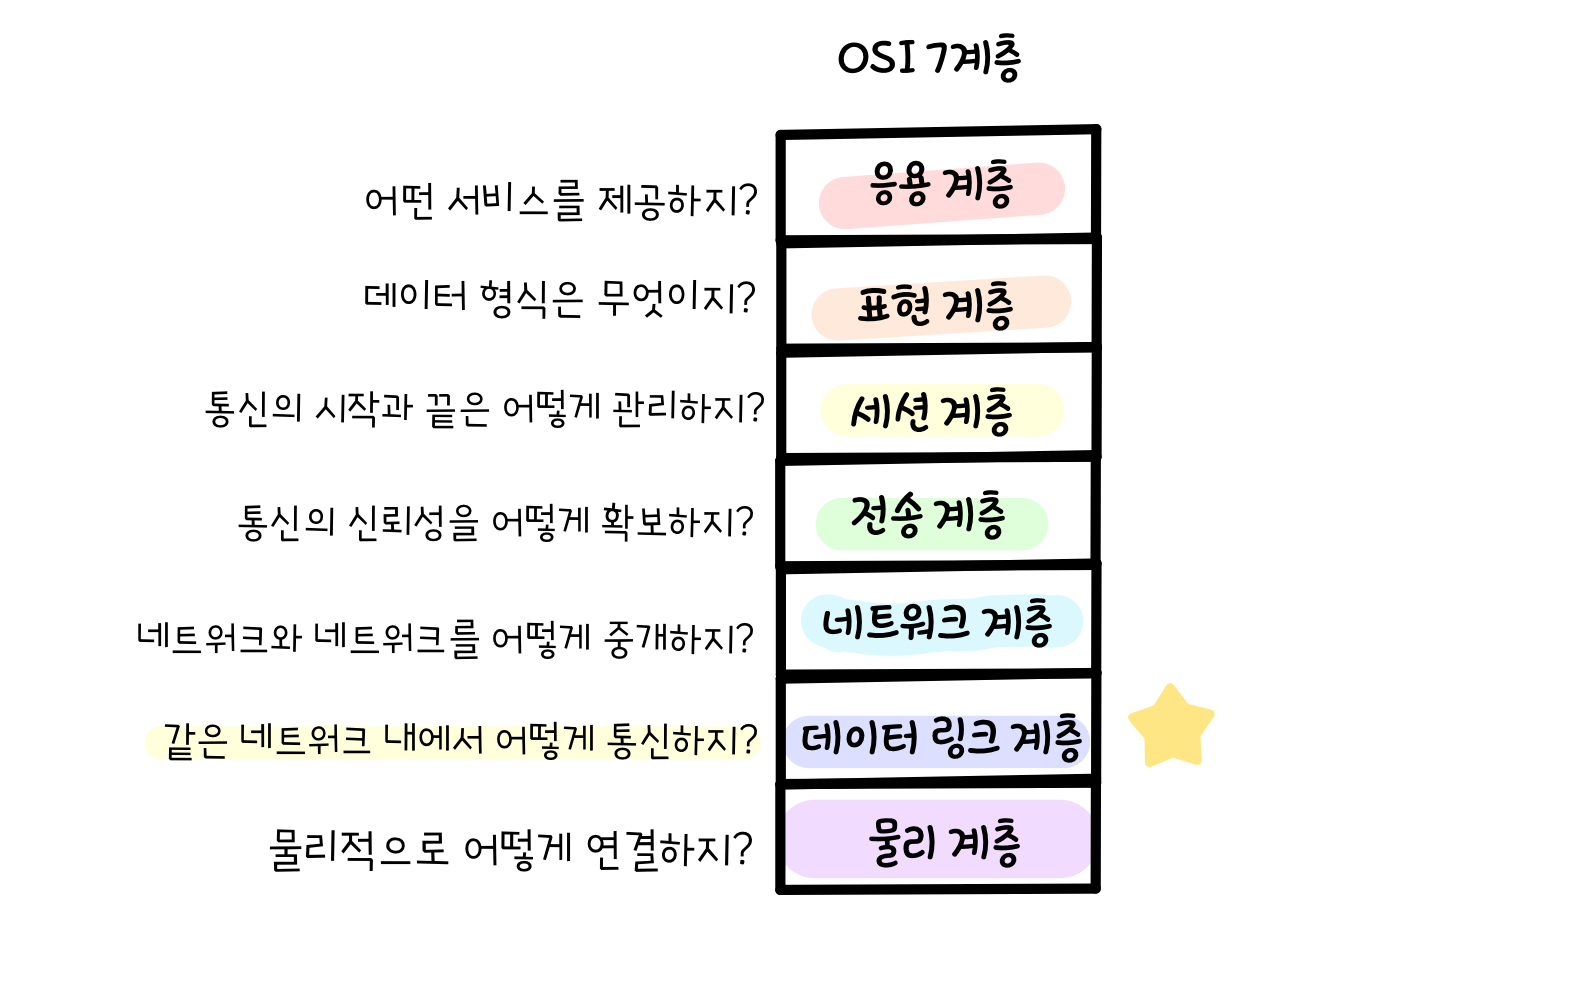 OSI 7계층
어떤 서비스를 제공하지?
응용 계층
데이터 형식은 무엇이지?
표현 계층
통신의 시작과 끝은 어떻게 관리하지?
세션 계층
통신의 신뢰성을 어떻게 확보하지?
전송 계층
네트워크와 네트워크를 어떻게 중개하지?
네트워크 계층
같은 네트워크 내에서 어떻게 통신하지?
데이터 링크 계층
물리적으로 어떻게 연결하지?
물리 계층